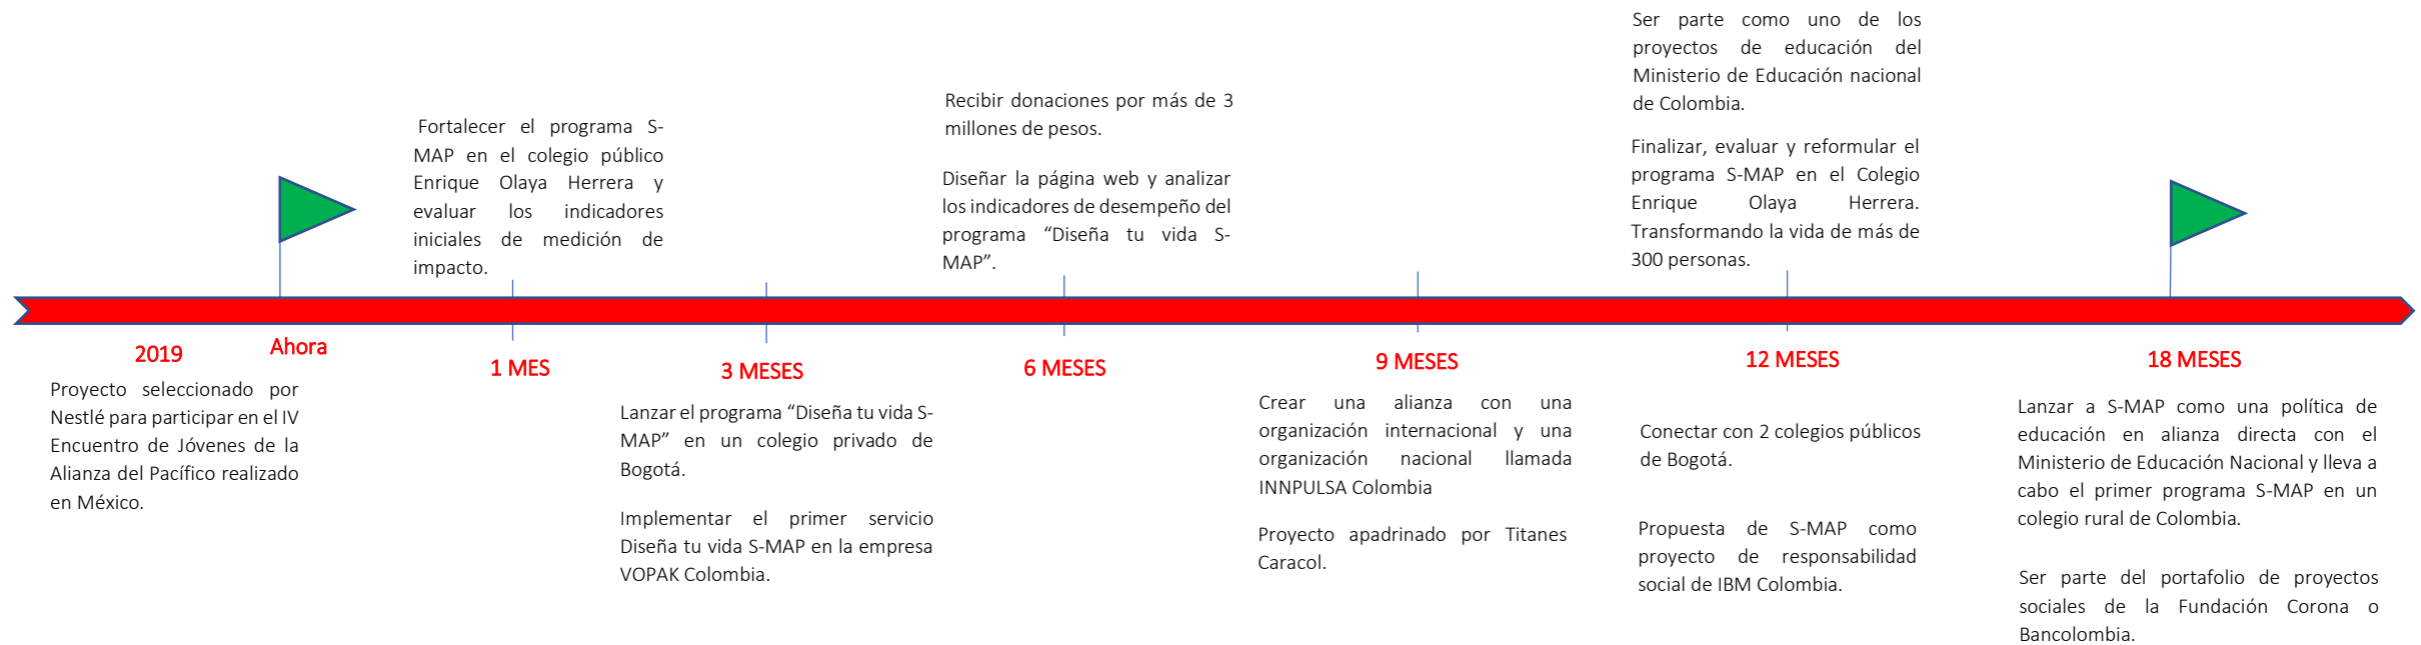 2019
Proyecto seleccionado por
Nestlé para participar en el IV
Encuentro de Jóvenes de la
Alianza del Pacífico realizado
en México.
Ahora
Fortalecer el programa S-
MAP en el colegio público
Enrique Olaya Herrera y
evaluar los indicadores
iniciales de medición de
impacto.
1 MES
3 MESES
Lanzar el programa “Diseña tu vida S-
MAP” en un colegio privado de
Bogotá.
Implementar el primer servicio
Diseña tu vida S-MAP en la empresa
VOPAK Colombia.
Recibir donaciones por más de 3
millones de pesos.
Diseñar la página web y analizar
los indicadores de desempeño del
programa “Diseña tu vida S-
MAP”.
6 MESES
9 MESES
Crear una alianza con una
organización internacional y una
organización nacional llamada
INNPULSA Colombia
Proyecto apadrinado por Titanes
Caracol.
Ser parte como uno de los
proyectos de educación del
Ministerio de Educación nacional
de Colombia.
Finalizar, evaluar y reformular el
programa S-MAP en el Colegio
Enrique Olaya Herrera.
Transformando la vida de más de
300 personas.
12 MESES
Conectar con 2 colegios públicos
de Bogotá.
Propuesta de S-MAP como
proyecto de responsabilidad
social de IBM Colombia.
18 MESES
Lanzar a S-MAP como una política de
educación en alianza directa con el
Ministerio de Educación Nacional y lleva a
cabo el primer programa S-MAP en un
colegio rural de Colombia.
Ser parte del portafolio de proyectos
sociales de la Fundación Corona o
Bancolombia.